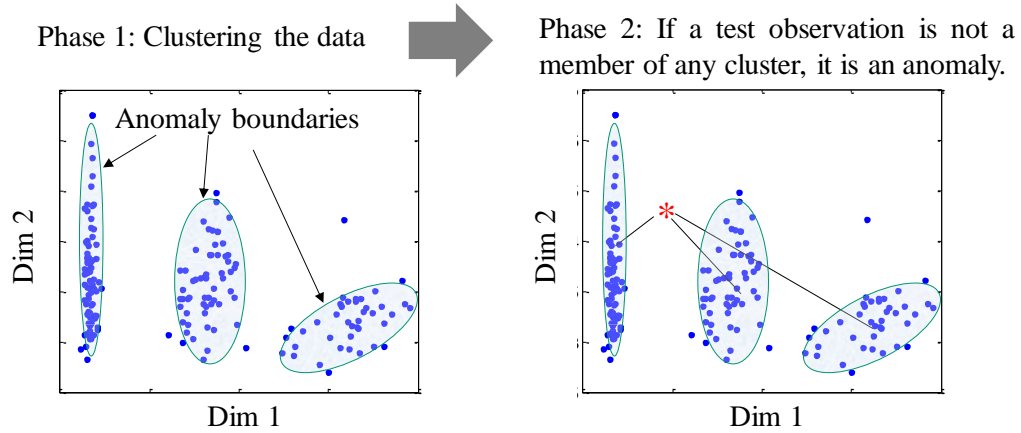 Phase 1: Clustering the data
Phase 2: If a test observation is not a
member of any cluster, it is an anomaly.
Anomaly boundaries
Dim 2
Dim 1
*
Dim 2
Dim 1